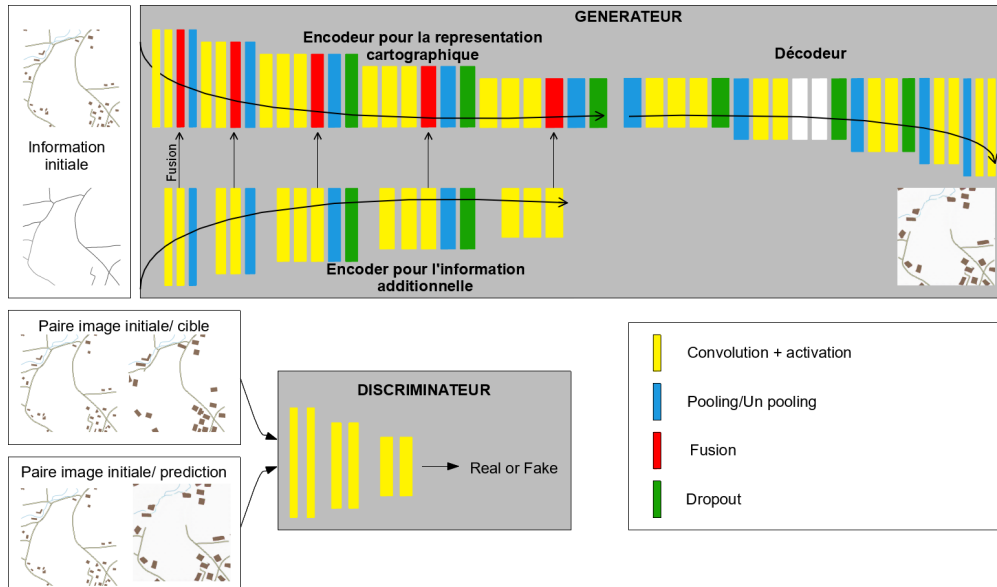 GENERATEUR
Encodeur pour la representation
cartographique
Décodeur
Information
initiale
Fusion
Encoder pour l'information
additionnelle
Paire image initiale/ cible
DISCRIMINATEUR
Real or Fake
Paire image initiale/ prediction
Convolution + activation
Pooling/Un pooling
Fusion
Dropout